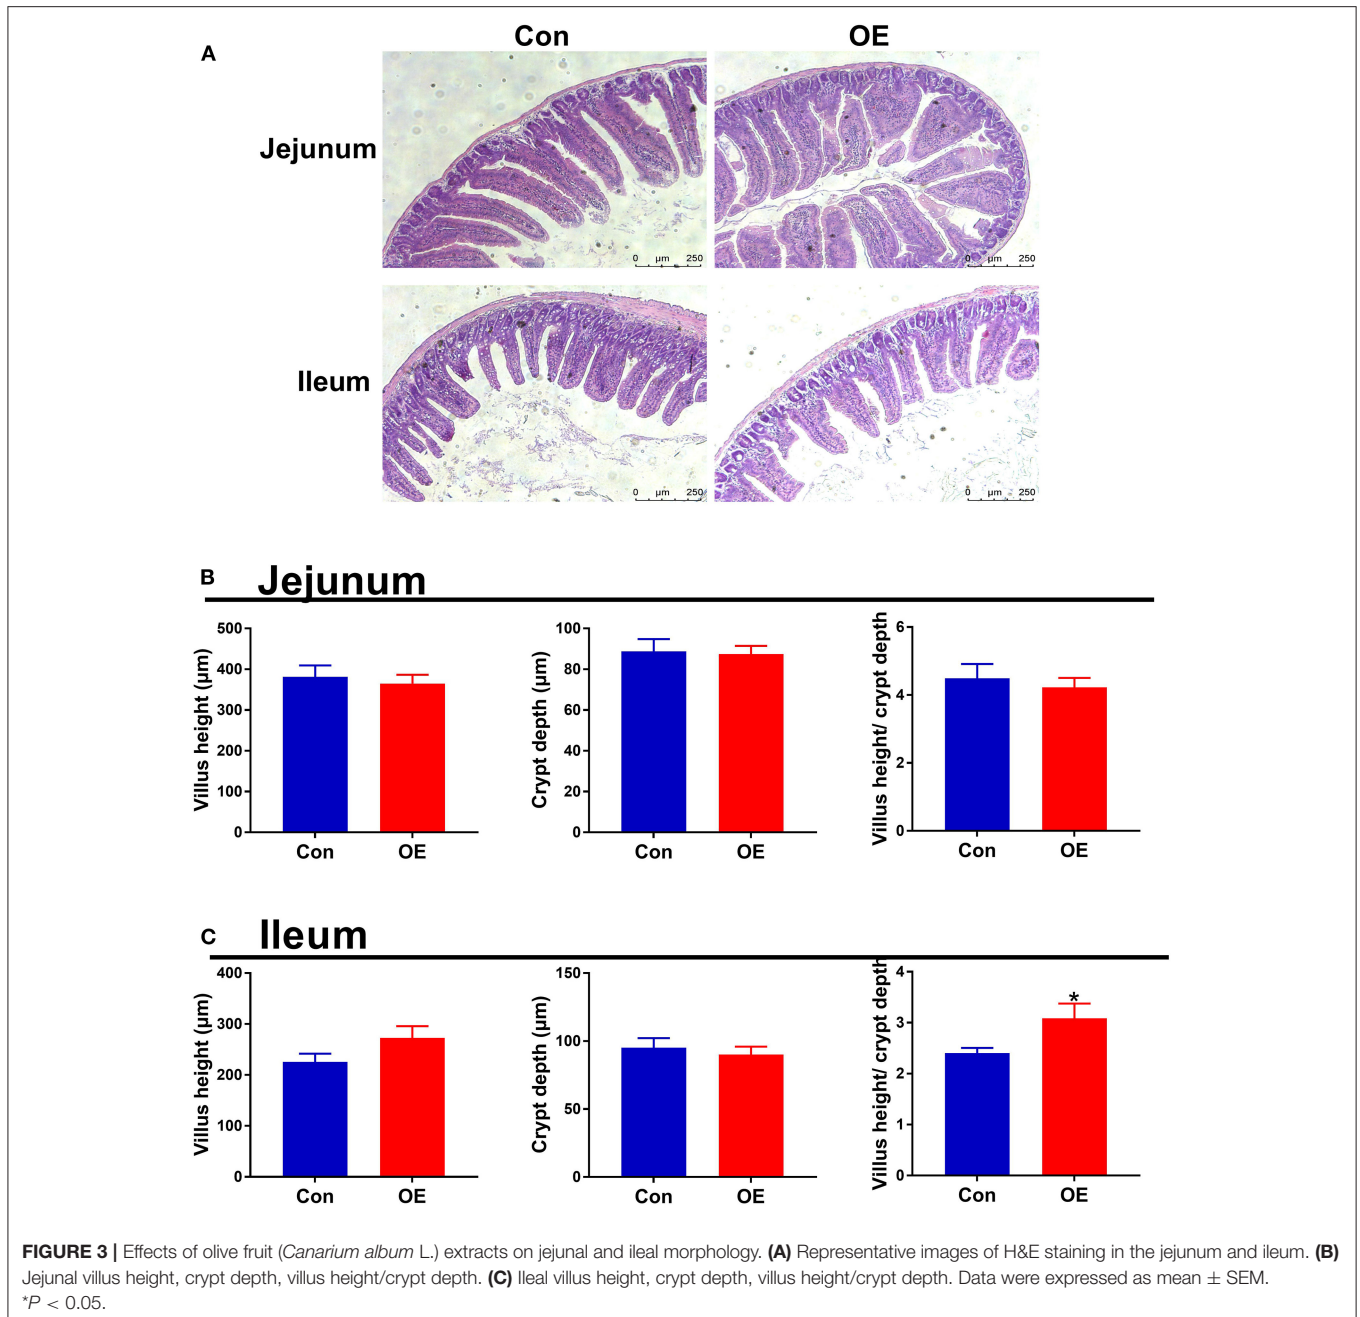 A
Con
OE
Jejunum
0 µm 250
0 µm 250
Ileum
0 µm 250
0 µm 250
B
Jejunum
Villus height (µm)
500
400
300
200
100
0
Con
OE
Crypt depth (µm)
100
80
60
40
20
0
Con
OE
Villus height/ crypt depth
6
4
2
0
Con
OE
C
Ileum
Villus height (µm)
400
300
200
100
0
Con
OE
Crypt depth (µm)
150
100
50
0
Con
OE
Villus height/ crypt depth
4
3
2
1
0
*
Con
OE
FIGURE 3 | Effects of olive fruit (Canarium album L.) extracts on jejunal and ileal morphology. (A) Representative images of H&E staining in the jejunum and ileum. (B)
Jejunal villus height, crypt depth, villus height/crypt depth. (C) Ileal villus height, crypt depth, villus height/crypt depth. Data were expressed as mean ± SEM.
*P < 0.05.